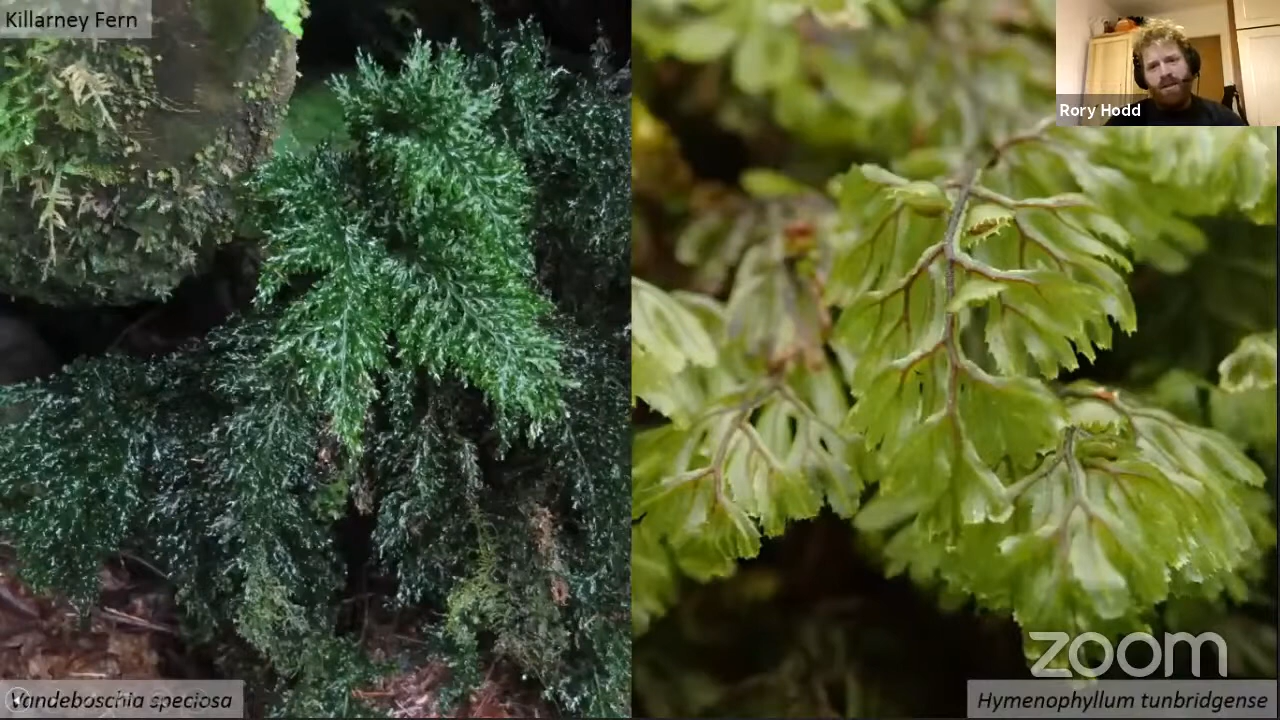 Killarney Fern
Rory Hodd
zoom
Vandeboschia speciosa
Hymenophyllum tunbridgense